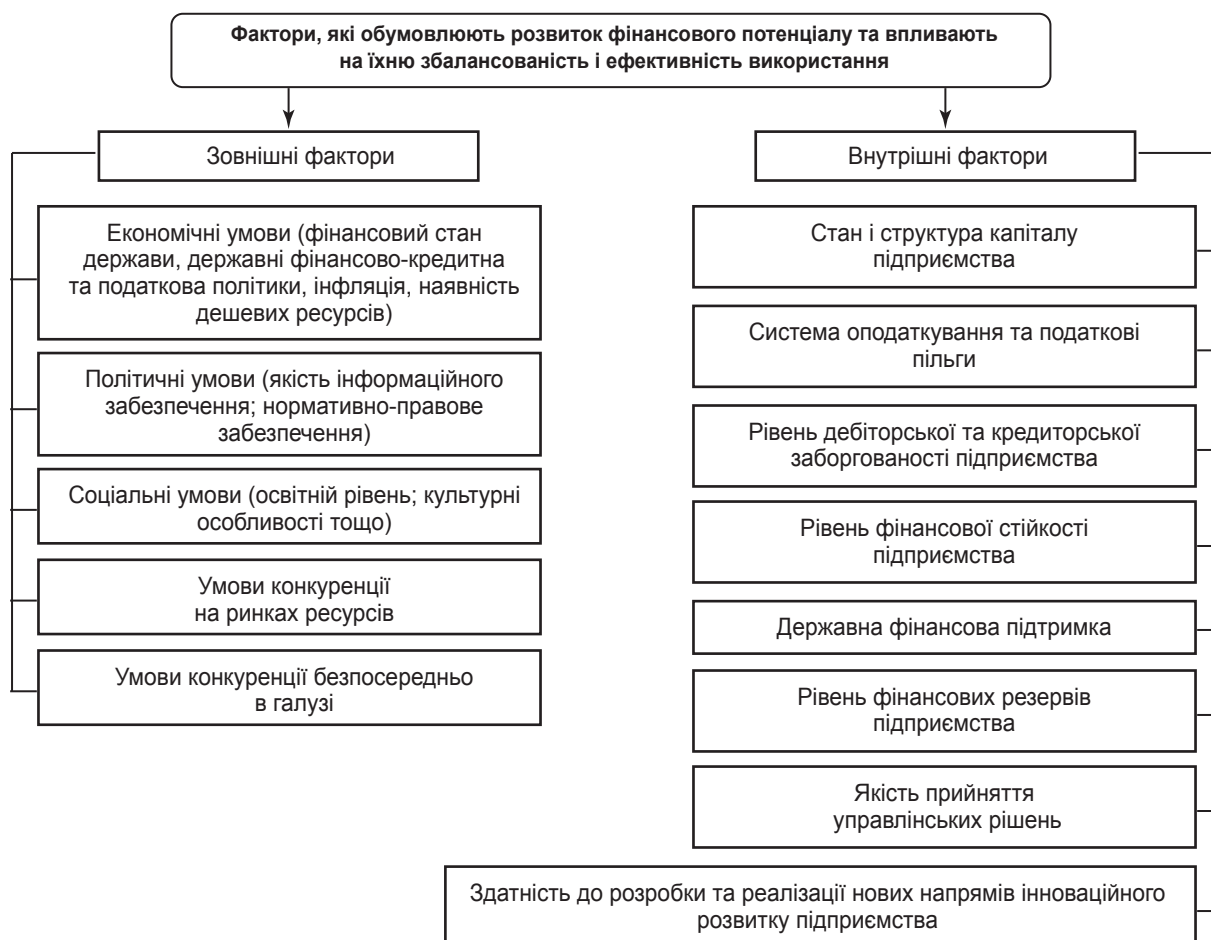 Фактори, які обумовлюють розвиток фінансового потенціалу та впливають
на їхню збалансованість і ефективність використання
Зовнішні фактори
Економічні умови (фінансовий стан
держави, державні фінансово-кредитна
та податкова політики, інфляція, наявність
дешевих ресурсів)
Політичні умови (якість інформаційного
забезпечення; нормативно-правове
забезпечення)
Соціальні умови (освітній рівень; культурні
особливості тощо)
Умови конкуренції
на ринках ресурсів
Умови конкуренції безпосередньо
в галузі
Внутрішні фактори
Стан і структура капіталу
підприємства
Система оподаткування та податкові
пільги
Рівень дебіторської та кредиторської
заборгованості підприємства
Рівень фінансової стійкості
підприємства
Державна фінансова підтримка
Рівень фінансових резервів
підприємства
Якість прийняття
управлінських рішень
Здатність до розробки та реалізації нових напрямів інноваційного
розвитку підприємства